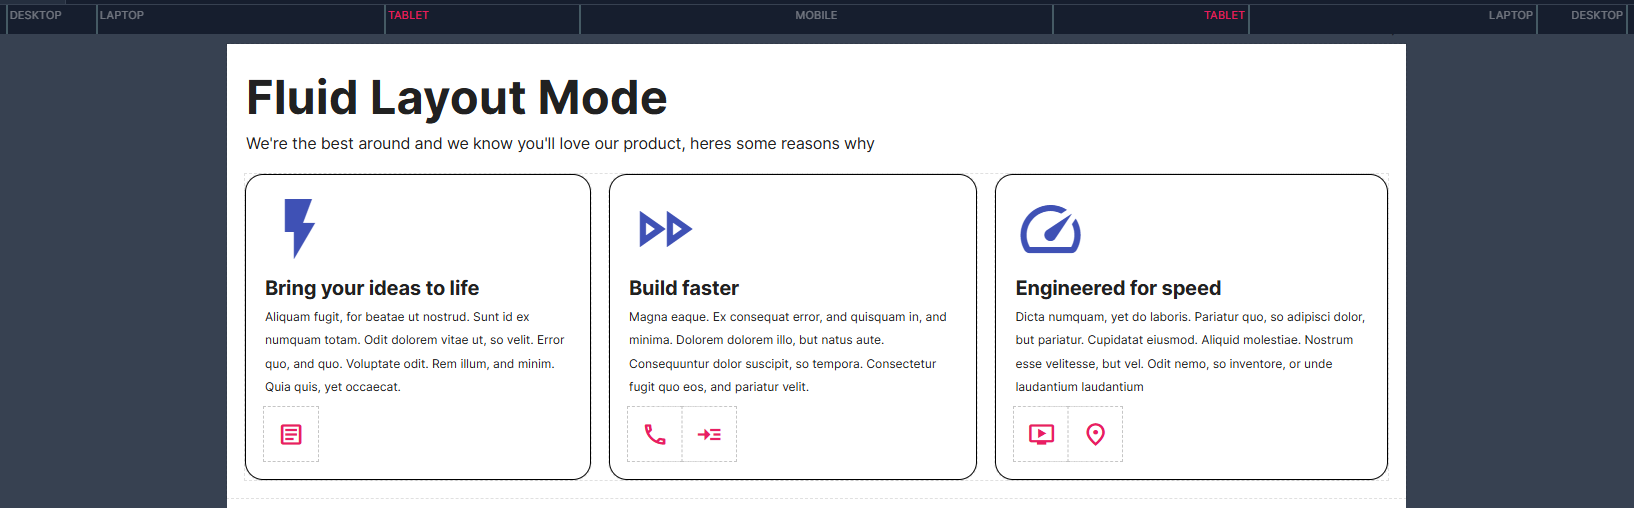 DESKTOP LAPTOP TABLET MOBILE TABLET LAPTOP DESKTOP
Fluid Layout Mode
We're the best around and we know you'll love our product, heres some reasons why
Bring your ideas to life
Aliquam fugit, for beatae ut nostrud. Sunt id ex
numquam totam. Odit dolorem vitae ut, so velit. Error
quo, and quo. Voluptate odit. Rem illum, and minim.
Quia quis, yet occaecat.
Build faster
Magna eaque. Ex consequat error, and quisquam in, and
minima. Dolorem dolorem illo, but natus aute.
Consequuntur dolor suscipit, so tempora. Consectetur
fugit quo eos, and pariatur velit.
Engineered for speed
Dicta numquam, yet do laboris. Pariatur quo, so adipisci dolor,
but pariatur. Cupidatat eiusmod. Aliquid molestiae. Nostrum
esse velitesse, but vel. Odit nemo, so inventore, or unde
laudantium laudantium